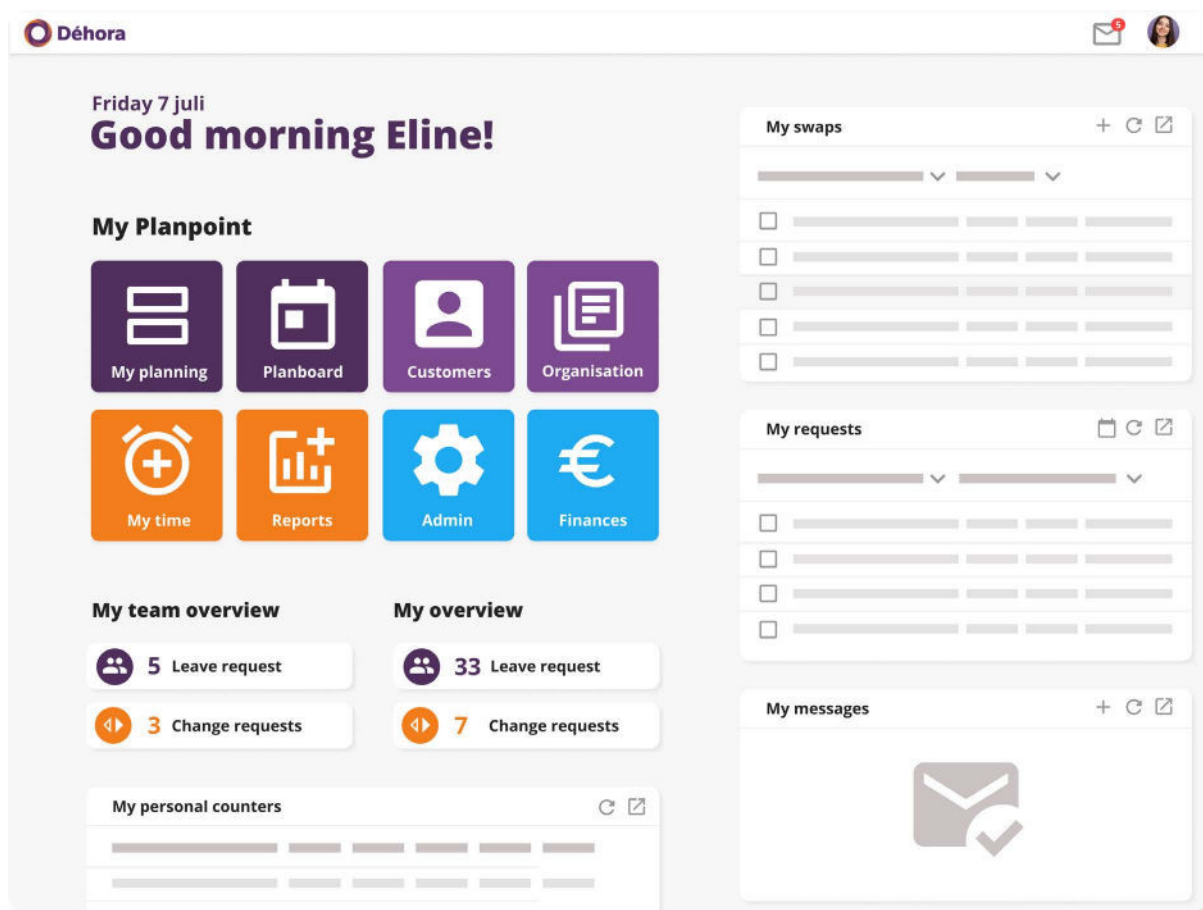 Déhora
5
Friday 7 juli
Good morning Eline!
My Planpoint
My planning
Planboard
Customers
Organisation
My time
Reports
Admin
Finances
My team overview
5 Leave request
3 Change requests
My overview
33 Leave request
7 Change requests
My personal counters
My swaps
My requests
My messages